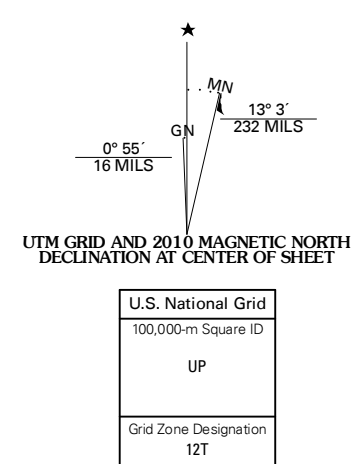 MN
13° 3´
232 MILS
GN
0° 55´
16 MILS
UTM GRID AND 2010 MAGNETIC NORTH
DECLINATION AT CENTER OF SHEET
U.S. National Grid
100,000-m Square ID
UP
Grid Zone Designation
12T